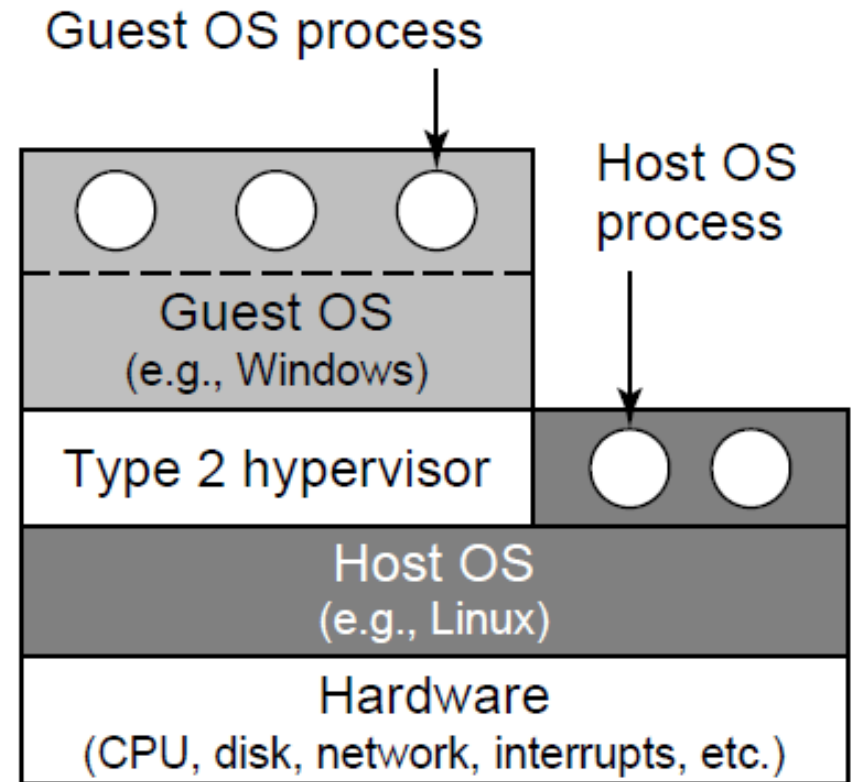 Guest OS process
Host OS
process
Guest OS
(e.g., Windows)
Type 2 hypervisor
Host OS
(e.g., Linux)
Hardware
(CPU, disk, network, interrupts, etc.)